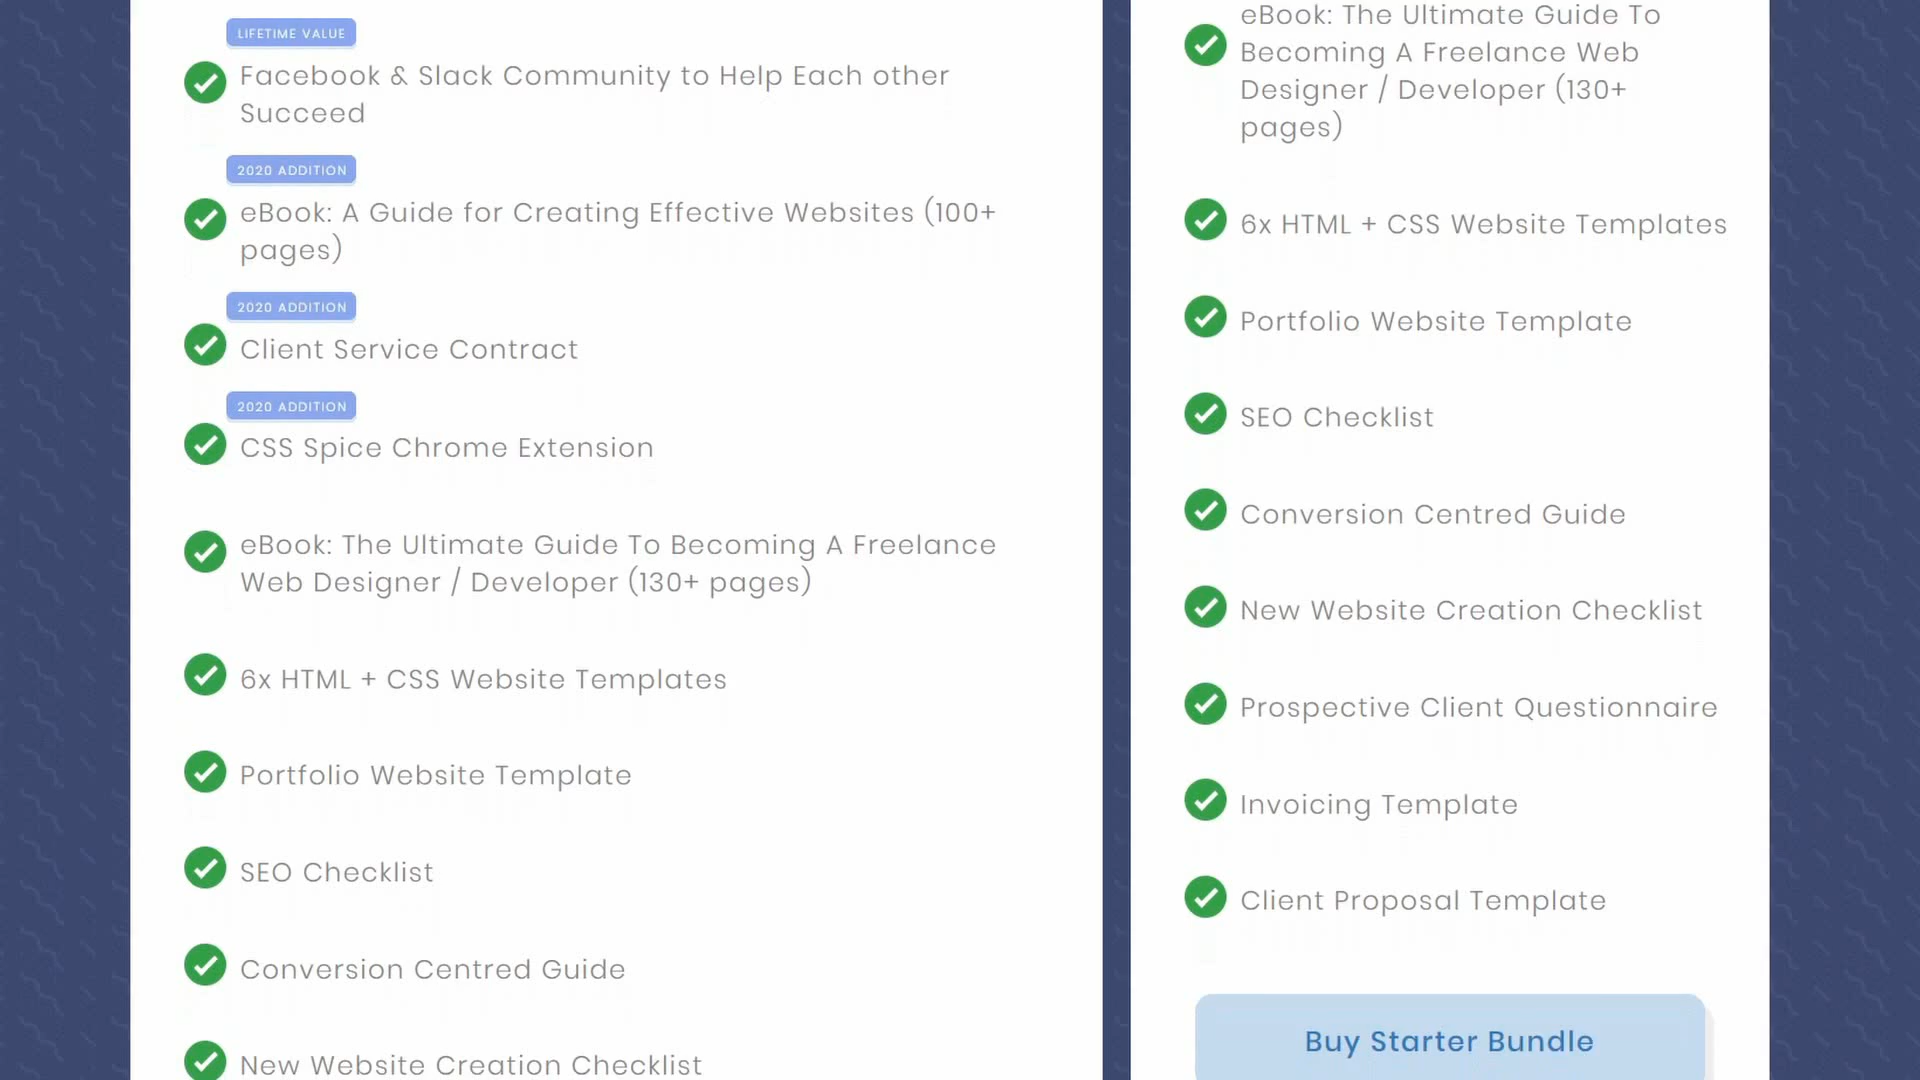 LIFETIME VALUE
Facebook & Slack Community to Help Each other
Succeed
2020 ADDITION
eBook: A Guide for Creating Effective Websites (100+
pages)
2020 ADDITION
Client Service Contract
2020 ADDITION
CSS Spice Chrome Extension
eBook: The Ultimate Guide To Becoming A Freelance
Web Designer / Developer (130+ pages)
6x HTML + CSS Website Templates
Portfolio Website Template
SEO Checklist
Conversion Centred Guide
New Website Creation Checklist
eBook: The Ultimate Guide To
Becoming A Freelance Web
Designer / Developer (130+
pages)
6x HTML + CSS Website Templates
Portfolio Website Template
SEO Checklist
Conversion Centred Guide
New Website Creation Checklist
Prospective Client Questionnaire
Invoicing Template
Client Proposal Template
Buy Starter Bundle